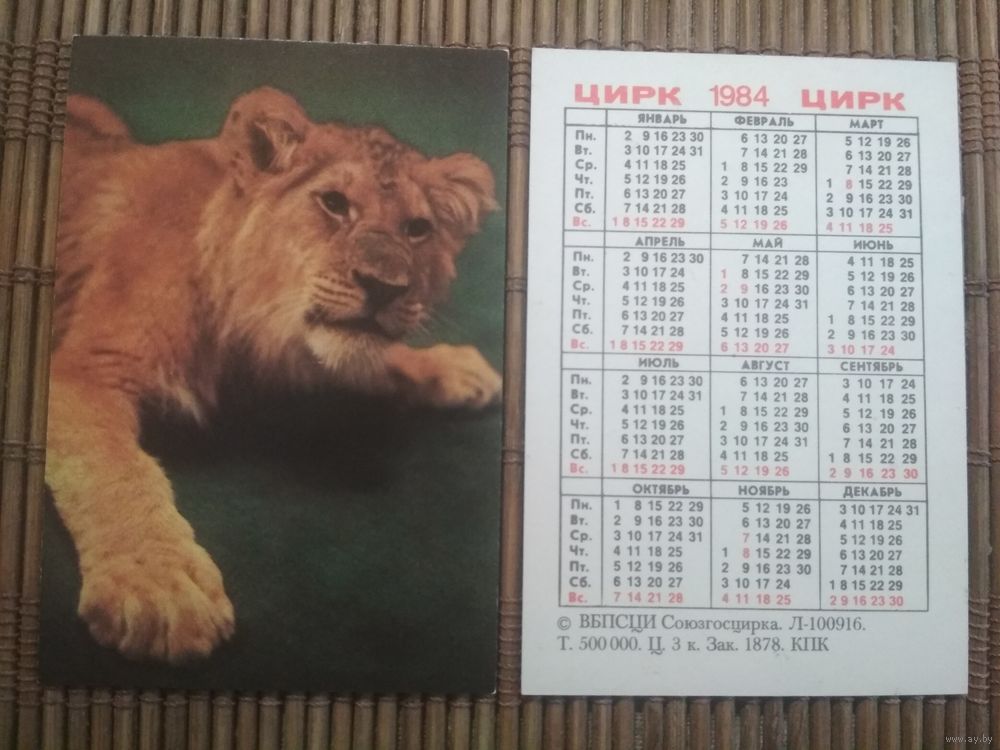 ЦИРК 1984 ЦИРК
ЯНВАРЬ ФЕВРАЛЬ МАРТ
Пн. 2 9 16 23 30 6 13 20 27 5 12 19 26
Вт. 3 10 17 24 31 7 14 21 28 6 13 20 27
Ср. 4 11 18 25 1 8 15 22 29 7 14 21 28
Чт. 5 12 19 26 2 9 16 23 1 8 15 22 29
Пт. 6 13 20 27 3 10 17 24 2 9 16 23 30
Сб. 7 14 21 28 4 11 18 25 3 10 17 24 31
Вс. 1 8 15 22 29 5 12 19 26 4 11 18 25
АПРЕЛЬ МАЙ ИЮНЬ
Пн. 2 9 16 23 30 7 14 21 28 4 11 18 25
Вт. 3 10 17 24 1 8 15 22 29 5 12 19 26
Ср. 4 11 18 25 2 9 16 23 30 6 13 20 27
Чт. 5 12 19 26 3 10 17 24 31 7 14 21 28
Пт. 6 13 20 27 4 11 18 25 1 8 15 22 29
Сб. 7 14 21 28 5 12 19 26 2 9 16 23 30
Вс. 1 8 15 22 29 6 13 20 27 3 10 17 24
ИЮЛЬ АВГУСТ СЕНТЯБРЬ
Пн. 2 9 16 23 30 6 13 20 27 3 10 17 24
Вт. 3 10 17 24 31 7 14 21 28 4 11 18 25
Ср. 4 11 18 25 1 8 15 22 29 5 12 19 26
Чт. 5 12 19 26 2 9 16 23 30 6 13 20 27
Пт. 6 13 20 27 3 10 17 24 31 7 14 21 28
Сб. 7 14 21 28 4 11 18 25 1 8 15 22 29
Вс. 1 8 15 22 29 5 12 19 26 2 9 16 23 30
ОКТЯБРЬ НОЯБРЬ ДЕКАБРЬ
Пн. 1 8 15 22 29 5 12 19 26 3 10 17 24 31
Вт. 2 9 16 23 30 6 13 20 27 4 11 18 25
Ср. 3 10 17 24 31 7 14 21 28 5 12 19 26
Чт. 4 11 18 25 1 8 15 22 29 6 13 20 27
Пт. 5 12 19 26 2 9 16 23 30 7 14 21 28
Сб. 6 13 20 27 3 10 17 24 1 8 15 22 29
Вс. 7 14 21 28 4 11 18 25 2 9 16 23 30
© ВБПСЦИ Союзгосцирка. Л-100916.
Т. 500 000. Ц. 3 к. Зак. 1878. КПК
www.ay.by